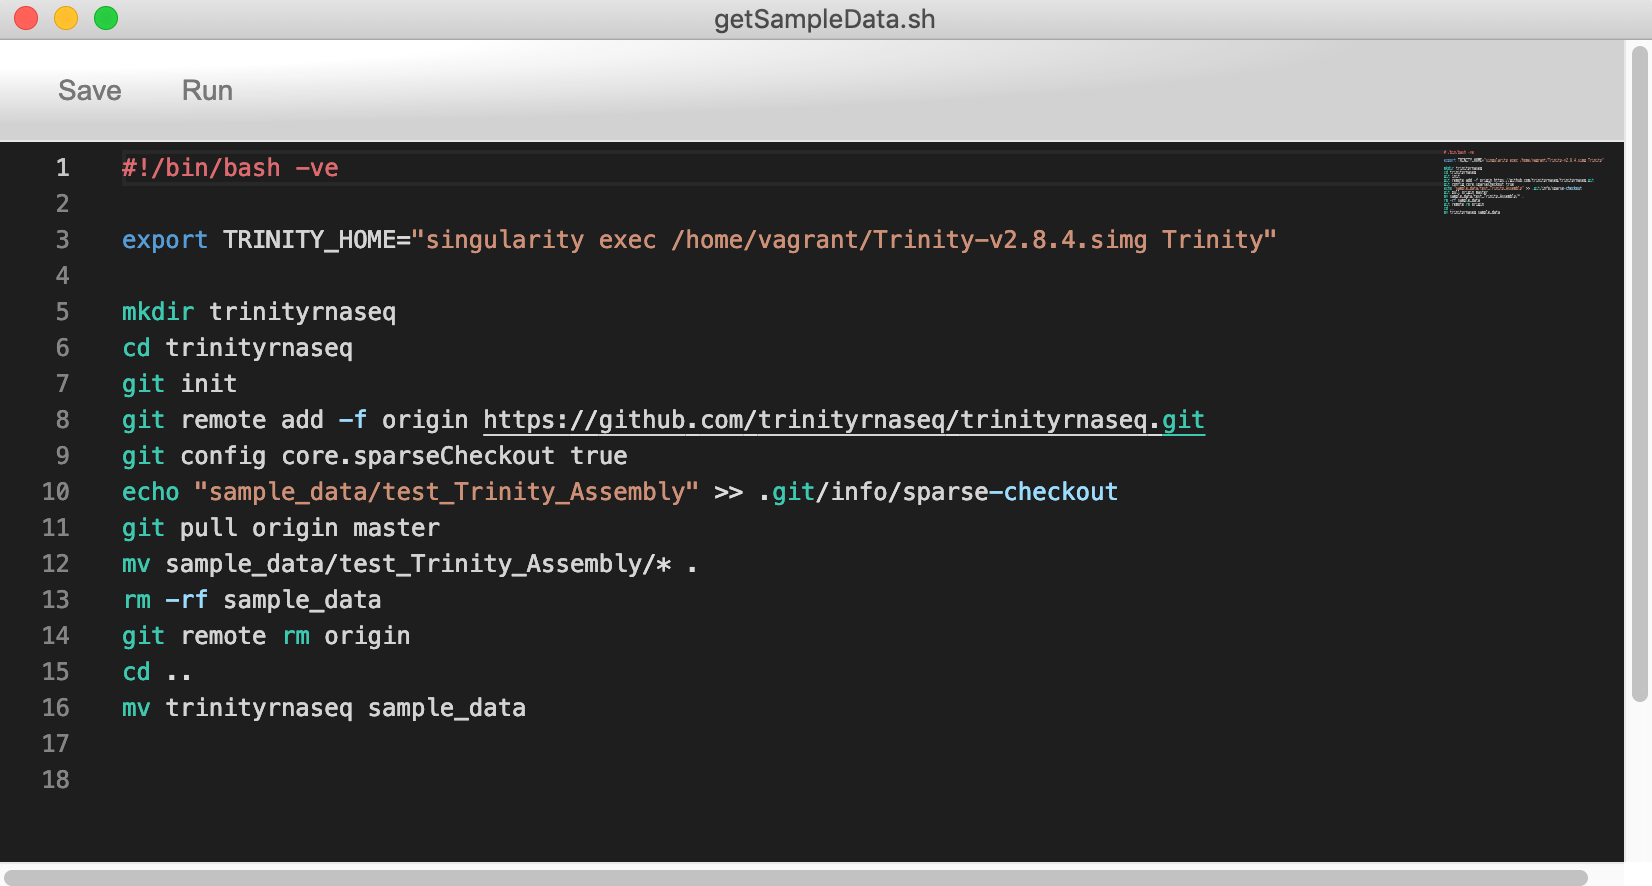 getSampleData.sh
Save Run
1 #!/bin/bash -ve
2
3 export TRINITY_HOME="singularity exec /home/vagrant/Trinity-v2.8.4.simg Trinity"
4
5 mkdir trinityrnaseq
6 cd trinityrnaseq
7 git init
8 git remote add -f origin https://github.com/trinityrnaseq/trinityrnaseq.git
9 git config core.sparseCheckout true
10 echo "sample_data/test_Trinity_Assembly" >> .git/info/sparse-checkout
11 git pull origin master
12 mv sample_data/test_Trinity_Assembly/* .
13 rm -rf sample_data
14 git remote rm origin
15 cd ..
16 mv trinityrnaseq sample_data
17
18